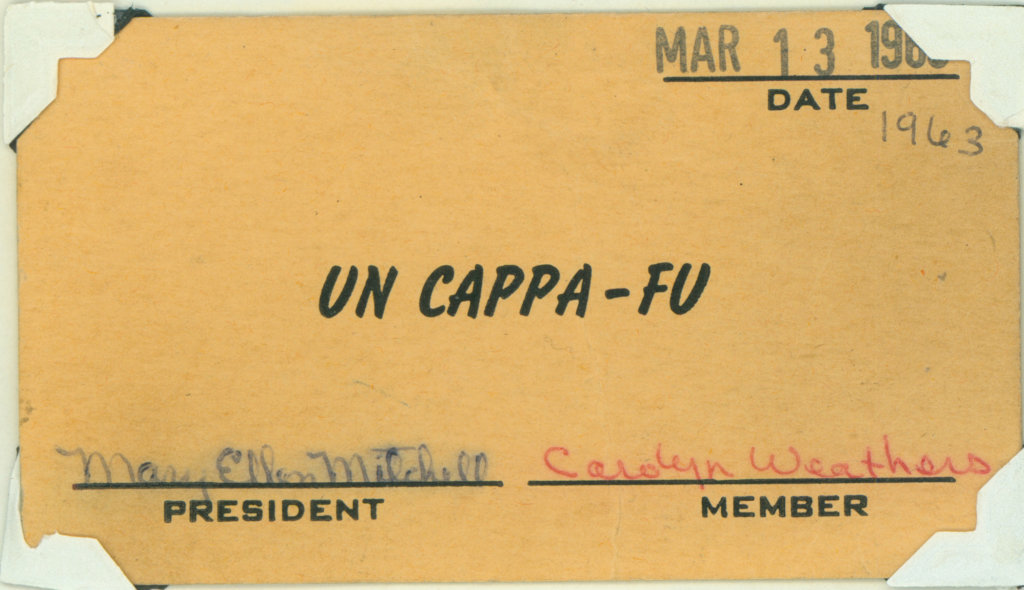 MAR 13 196
DATE
1963
UN CAPPA-FU
Mary Ellen Mitchell Carolyn Weathers
PRESIDENT MEMBER